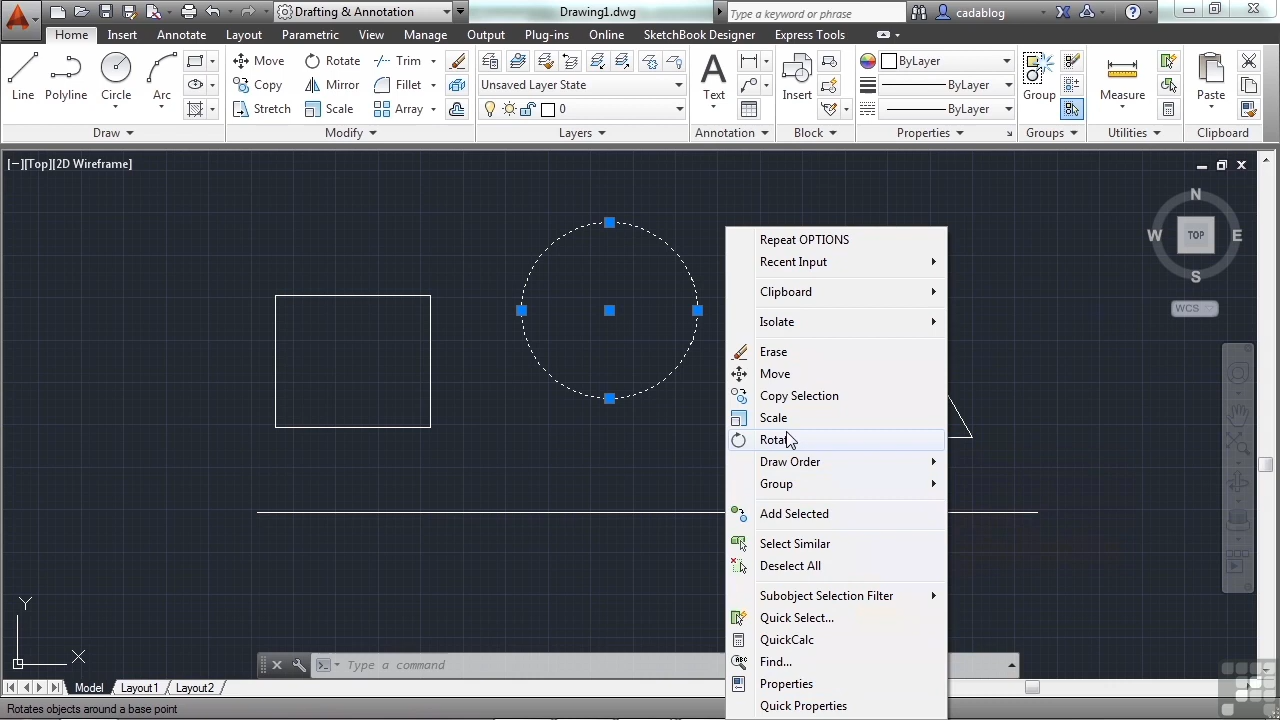 Drafting & Annotation
Drawing1.dwg
Type a keyword or phrase
cadablog
Home Insert Annotate Layout Parametric View Manage Output Plug-ins Online SketchBook Designer Express Tools
Line Polyline Circle Arc
Move Rotate Trim
Copy Mirror Fillet
Stretch Scale Array
Unsaved Layer State
0
Text
Insert
ByLayer
ByLayer
ByLayer
Group
Measure
Paste
Draw Modify Layers Annotation Block Properties Groups Utilities Clipboard
[−][Top][2D Wireframe]
N
W TOP E
S
WCS
Repeat OPTIONS
Recent Input
Clipboard
Isolate
Erase
Move
Copy Selection
Scale
Rotate
Draw Order
Group
Add Selected
Select Similar
Deselect All
Subobject Selection Filter
Quick Select...
QuickCalc
Find...
Properties
Quick Properties
Y
X
Type a command
Model Layout1 Layout2
Rotates objects around a base point